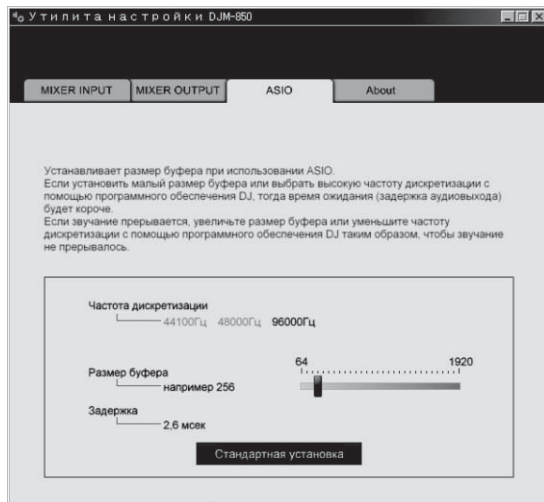 Утилита настройки DJM-850
MIXER INPUT MIXER OUTPUT ASIO About
Устанавливает размер буфера при использовании ASIO.
Если установить малый размер буфера или выбрать высокую частоту дискретизации с
помощью программного обеспечения DJ, тогда время ожидания (задержка аудиовыхода)
будет короче.
Если звучание прерывается, увеличьте размер буфера или уменьшите частоту
дискретизации с помощью программного обеспечения DJ таким образом, чтобы звучание
не прерывалось.
Частота дискретизации
44100Гц 48000Гц 96000Гц
64 1920
Размер буфера
например 256
Задержка
2,6 мсек
Стандартная установка